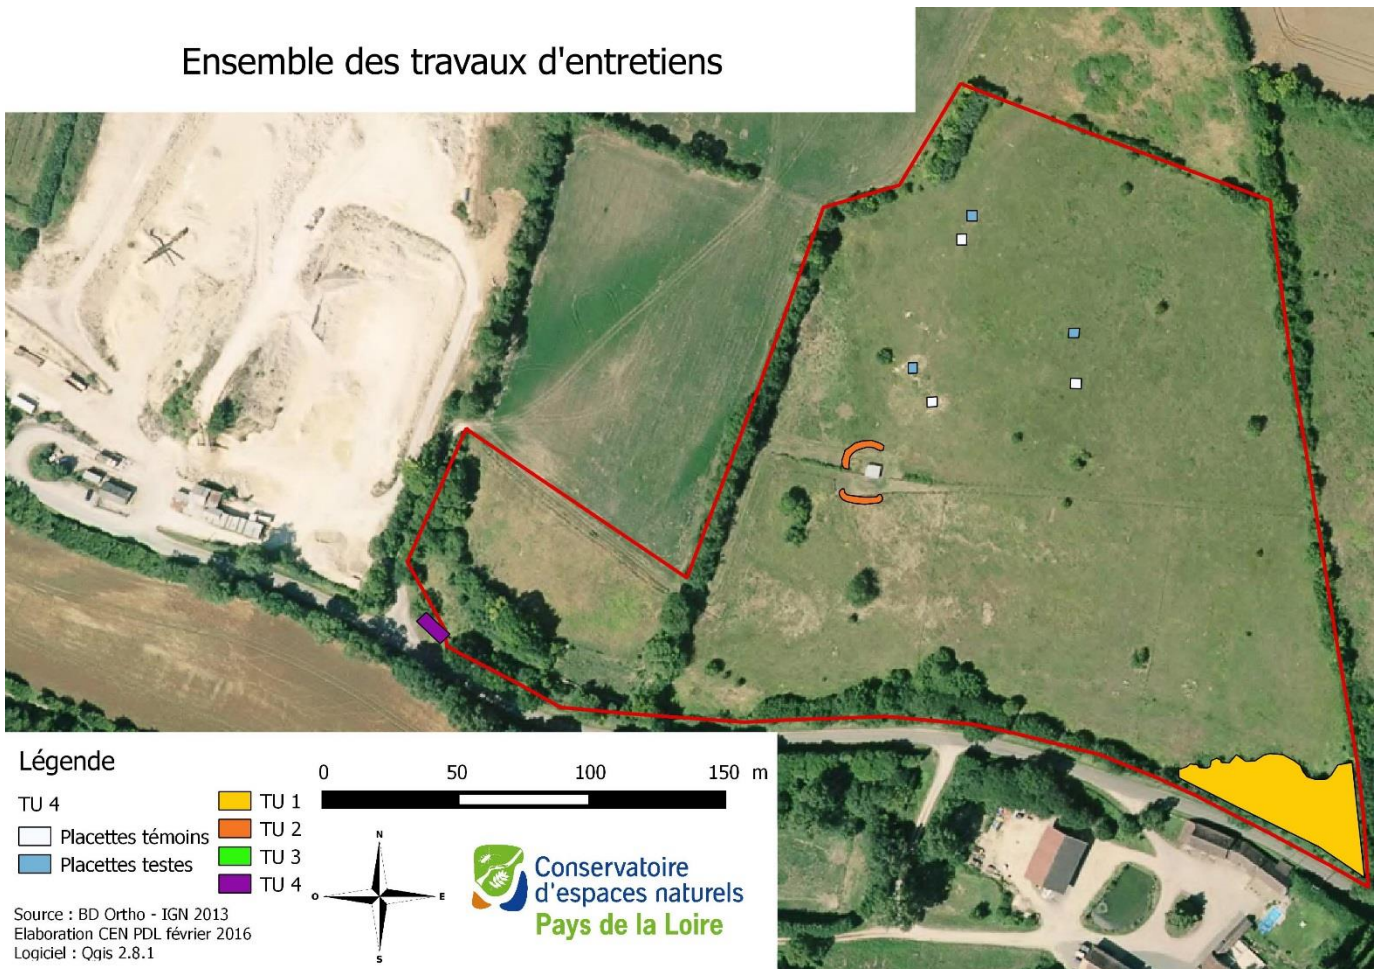 Ensemble des travaux d'entretiens
Légende
TU 4
Placettes témoins
Placettes testes
TU 1
TU 2
TU 3
TU 4
0 50 100 150 m
N
O E
S
Conservatoire
d'espaces naturels
Pays de la Loire
Source : BD Ortho - IGN 2013
Elaboration CEN PDL février 2016
Logiciel : Qgis 2.8.1